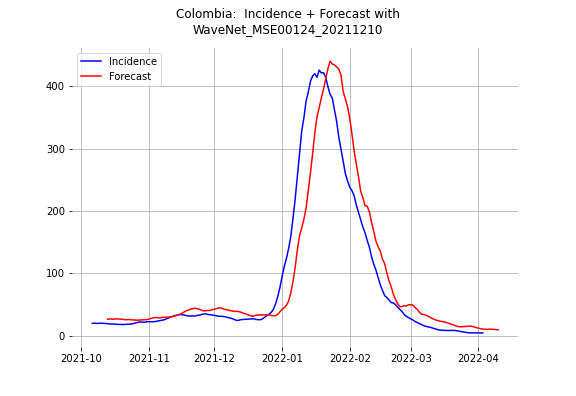 Colombia:  Incidence + Forecast with
WaveNet_MSE00124_20211210
Incidence
Forecast
400
300
200
100
0
2021-10 2021-11 2021-12 2022-01 2022-02 2022-03 2022-04